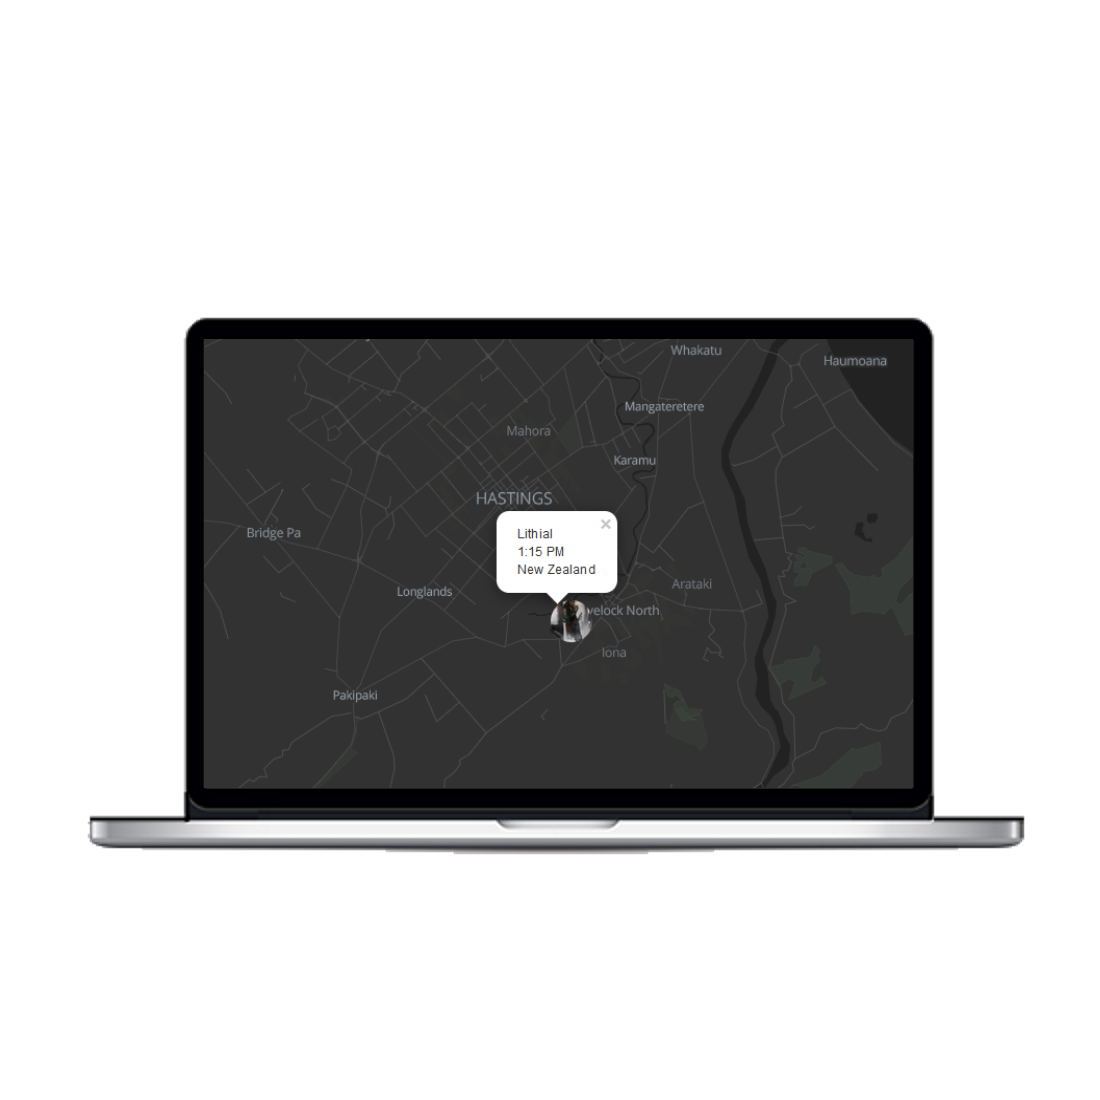 Whakatu
Haumoana
Mangateretere
Mahora
Karamu
HASTINGS
Lithial
1:15 PM
New Zealand
Bridge Pa
Arataki
Longlands
velock North
Iona
Pakipaki